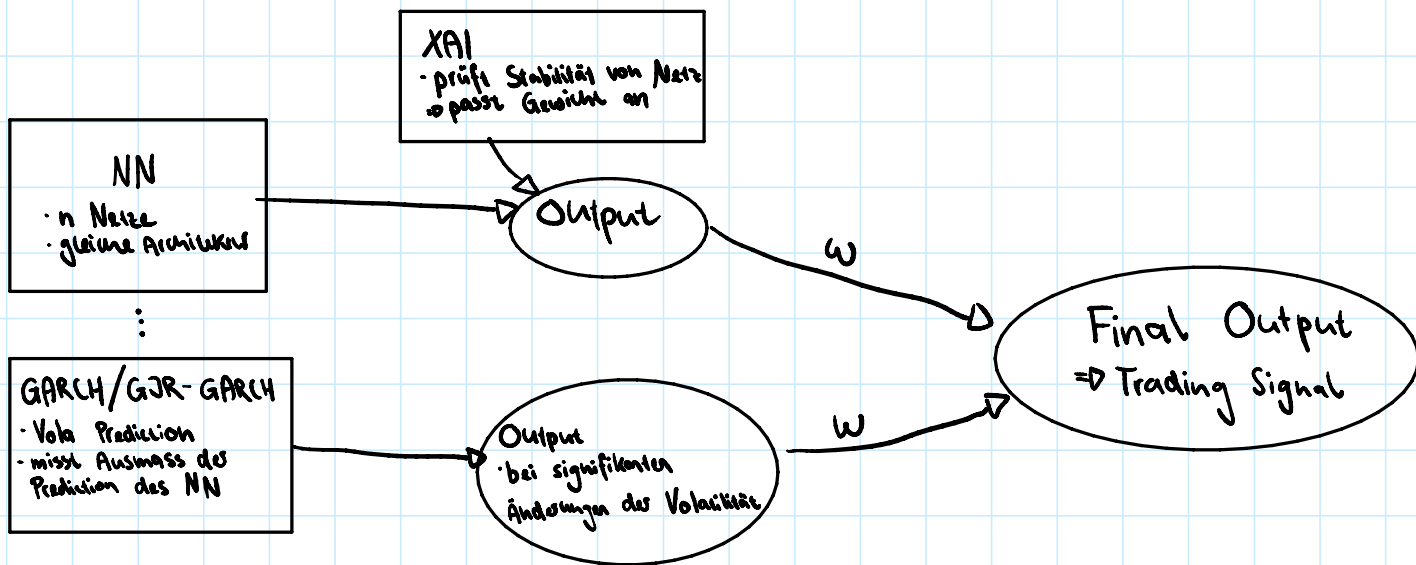 XAI
· prüft Stabilität von Netz
⇒ passt Gewicht an
NN
· n Netze
· gleiche Architektur
Output
w
⋮
GARCH/GJR-GARCH
· Vola Prediction
· misst Ausmass der
Prediction des NN
Output
· bei signifikanten
Änderungen der Volatilität
w
Final Output
⇒ Trading Signal